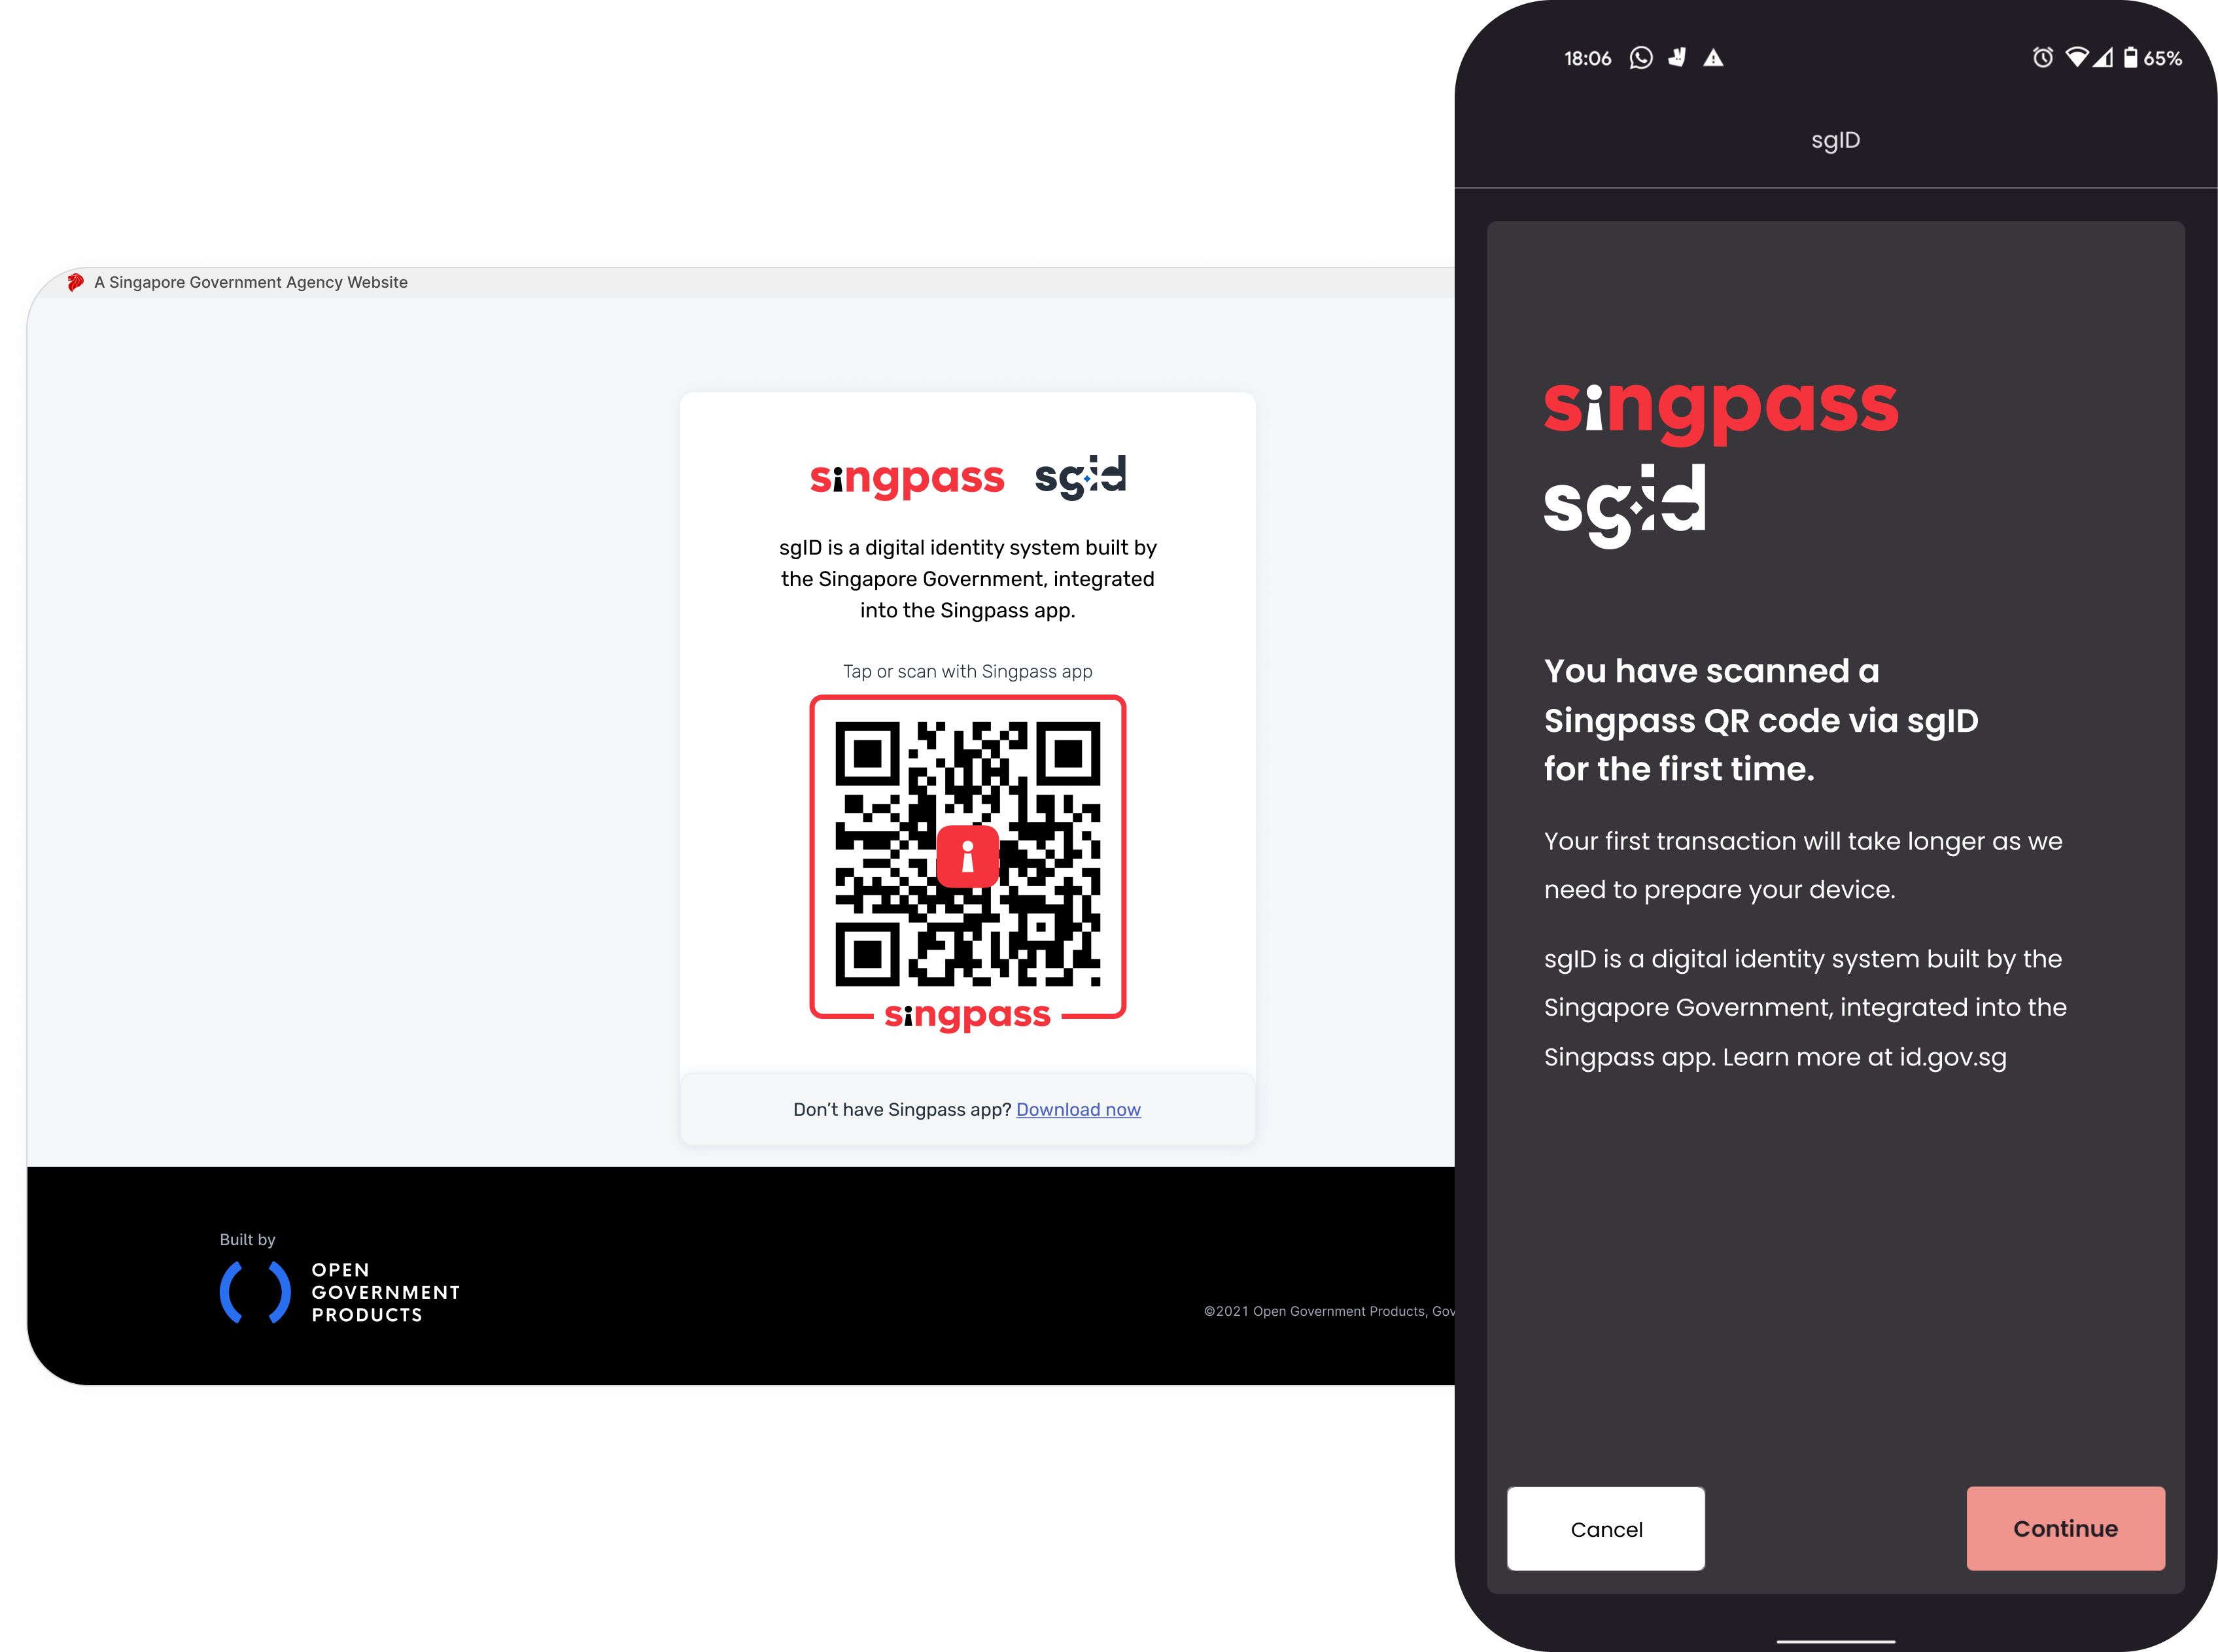 A Singapore Government Agency Website
singpass sgid
sgID is a digital identity system built by
the Singapore Government, integrated
into the Singpass app.
Tap or scan with Singpass app
singpass
Don't have Singpass app? Download now
Built by
OPEN
GOVERNMENT
PRODUCTS
©2021 Open Government Products, Gov
18:06 65%
sgID
singpass
sgid
You have scanned a
Singpass QR code via sgID
for the first time.
Your first transaction will take longer as we
need to prepare your device.
sgID is a digital identity system built by the
Singapore Government, integrated into the
Singpass app. Learn more at id.gov.sg
Cancel Continue